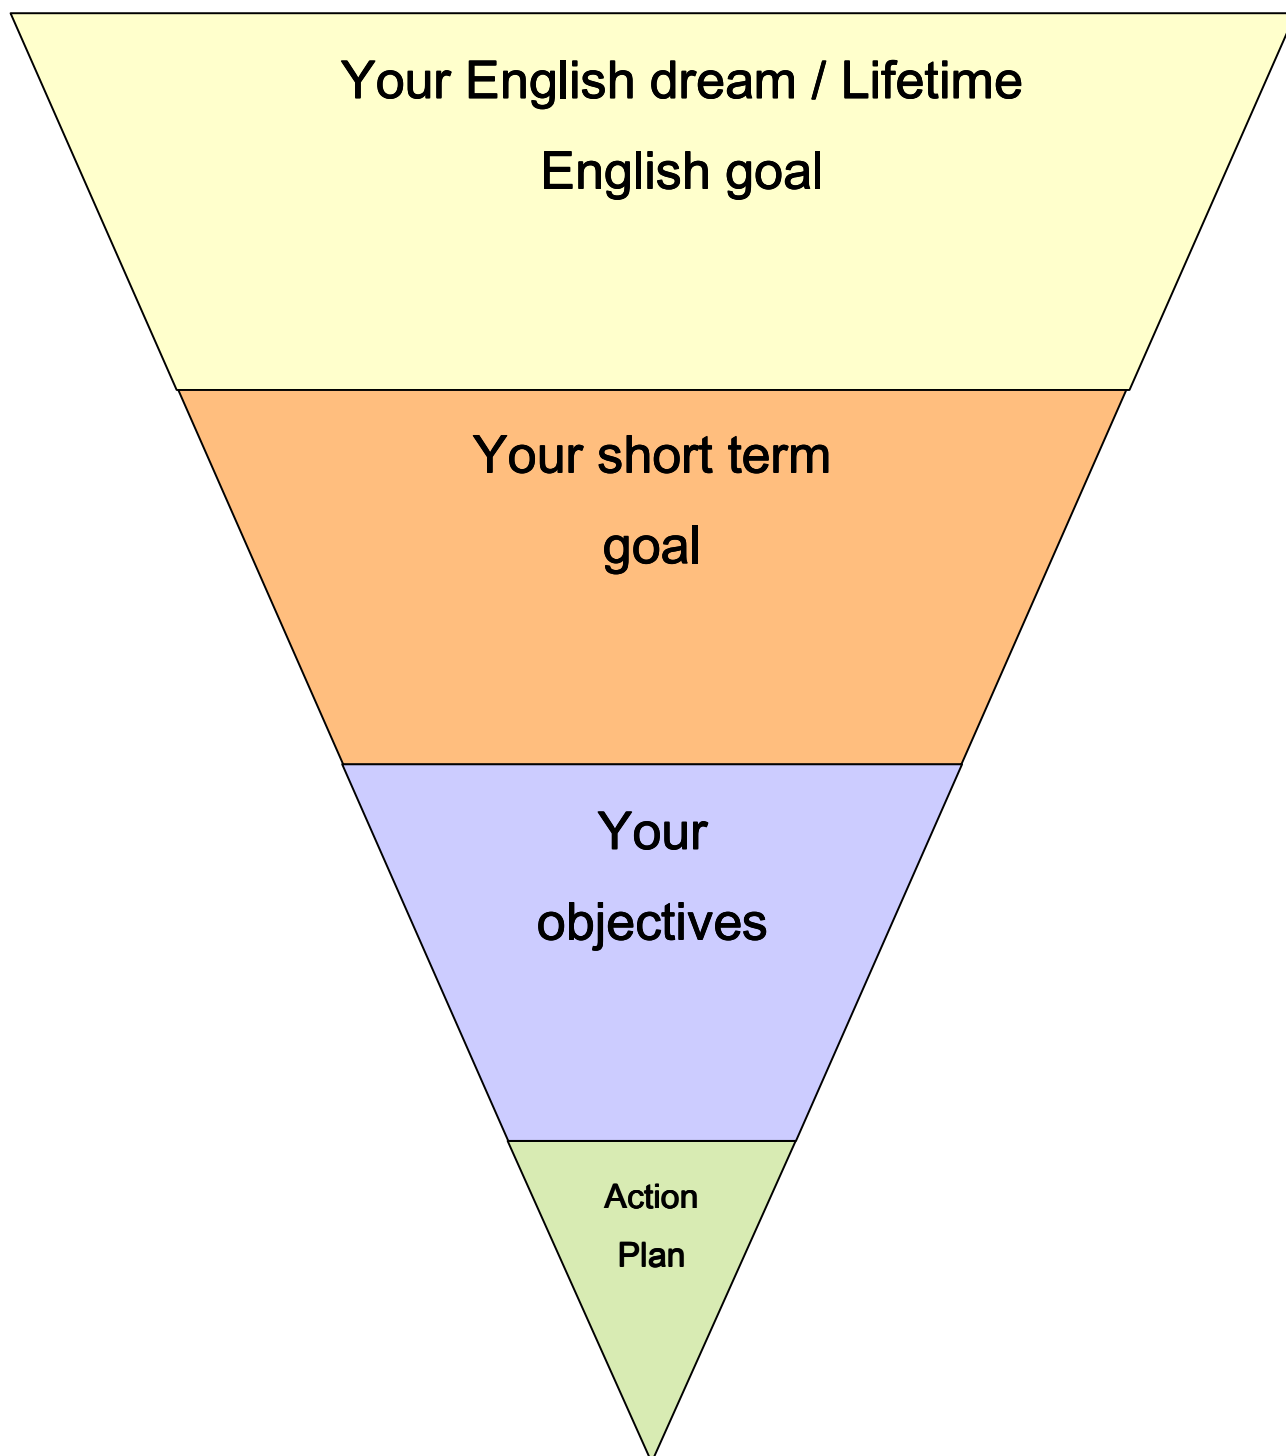 Your English dream / Lifetime
English goal
Your short term
goal
Your
objectives
Action
Plan